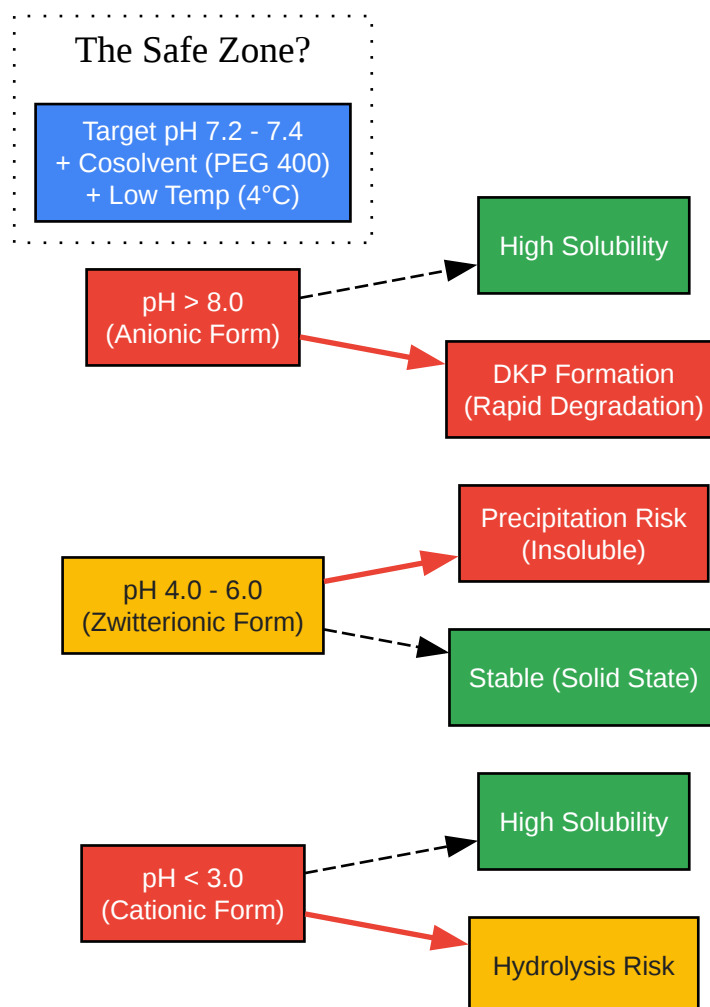 The Safe Zone?
Target pH 7.2 - 7.4
+ Cosolvent (PEG 400)
+ Low Temp (4°C)
High Solubility
pH > 8.0
(Anionic Form)
DKP Formation
(Rapid Degradation)
Precipitation Risk
(Insoluble)
pH 4.0 - 6.0
(Zwitterionic Form)
Stable (Solid State)
High Solubility
pH < 3.0
(Cationic Form)
Hydrolysis Risk